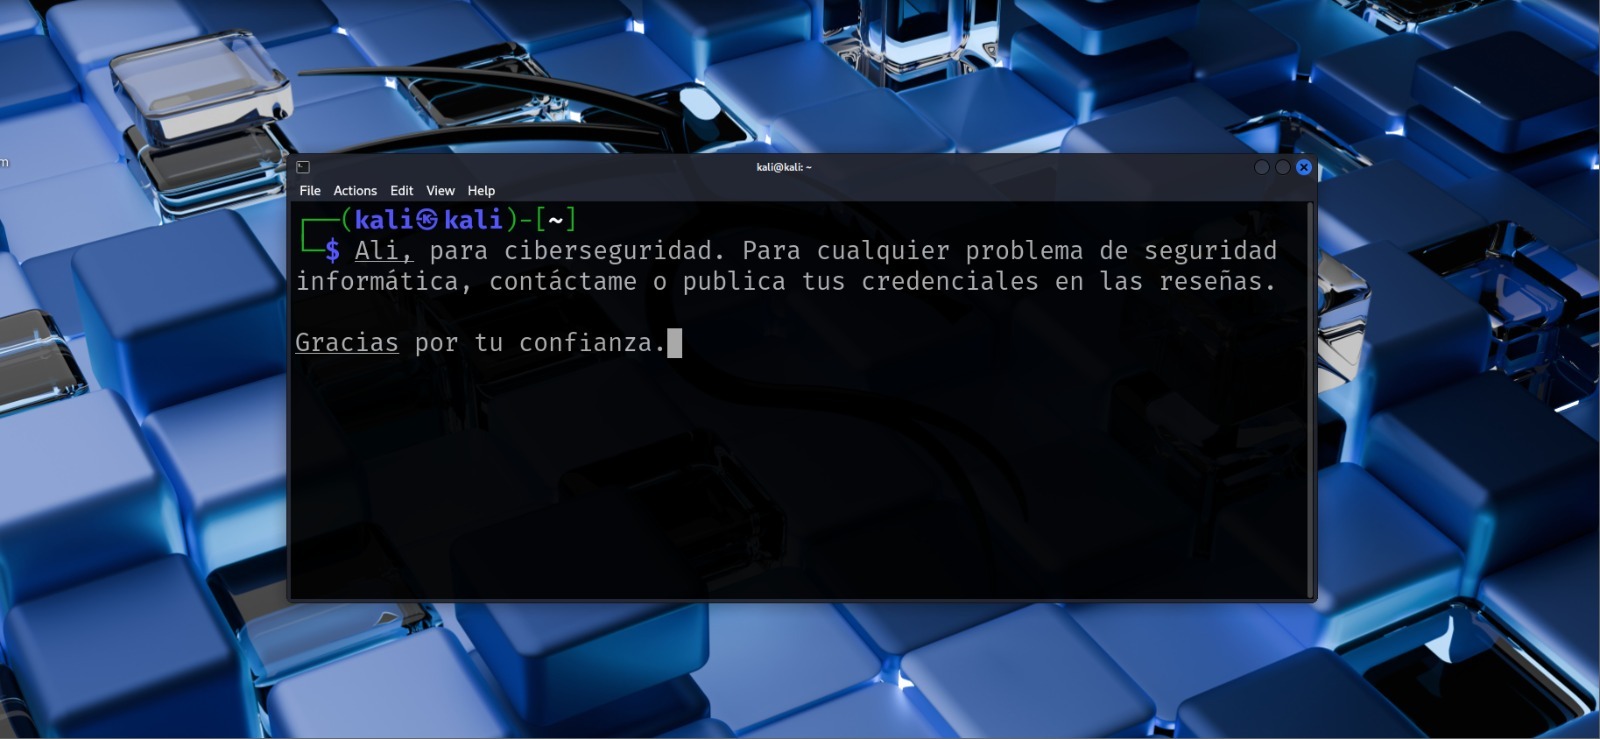 m
kali@kali: ~
File Actions Edit View Help
┌──(kali㉿kali)-[~]
└─$ Ali, para ciberseguridad. Para cualquier problema de seguridad
informática, contáctame o publica tus credenciales en las reseñas.
Gracias por tu confianza.